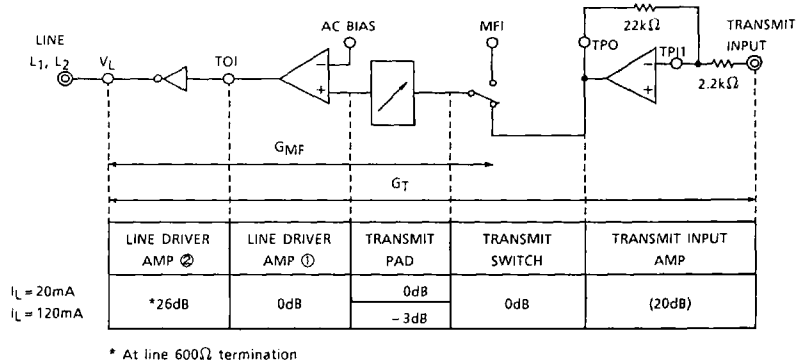 AC BIAS
MFI
22kΩ
TRANSMIT
INPUT
LINE
L1, L2
VL
TOI
TPO
TPI1
2.2kΩ
−
+
−
+
GMF
GT
LINE DRIVER
AMP ②
LINE DRIVER
AMP ①
TRANSMIT
PAD
TRANSMIT
SWITCH
TRANSMIT INPUT
AMP
IL = 20mA
IL = 120mA
*26dB
0dB
0dB
−3dB
0dB
(20dB)
* At line 600Ω termination